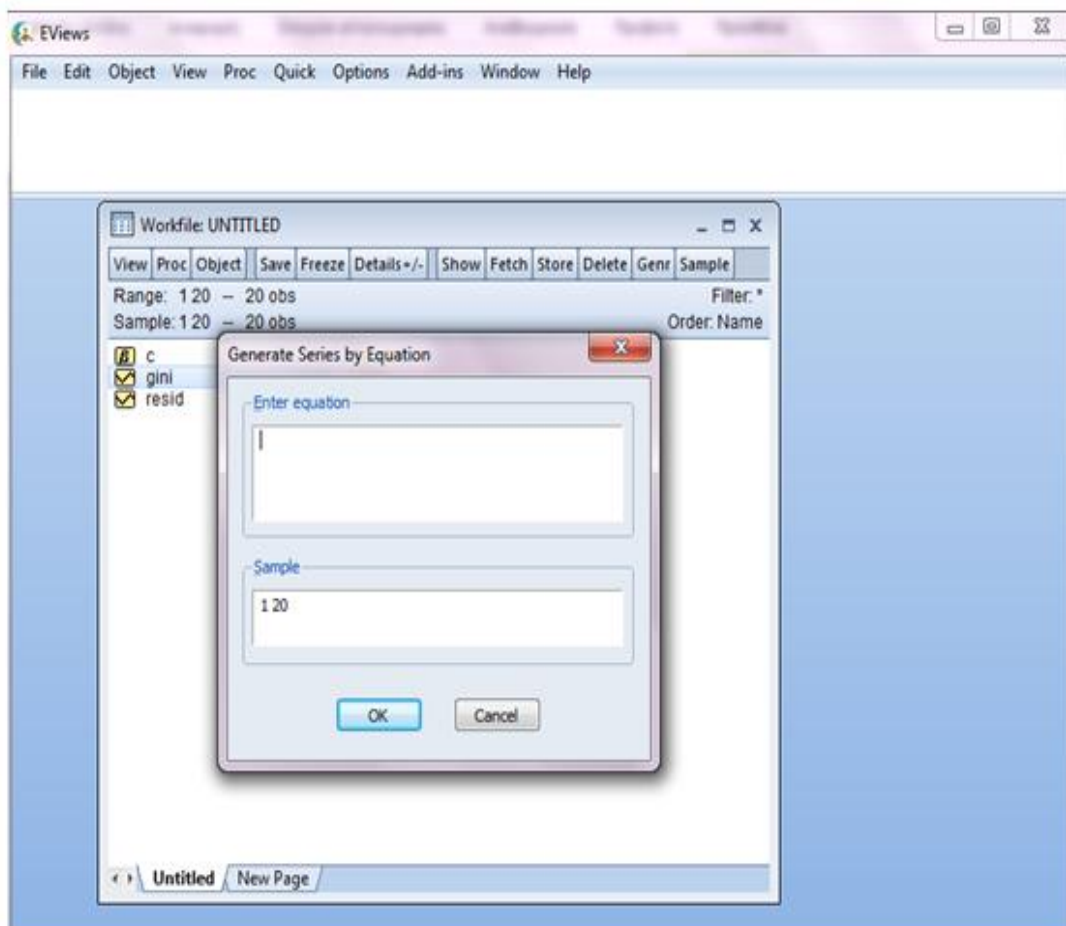 EViews
File Edit Object View Proc Quick Options Add-ins Window Help
Workfile: UNTITLED
View Proc Object Save Freeze Details+/- Show Fetch Store Delete Genr Sample
Range: 1 20 – 20 obs Filter: *
Sample: 1 20 – 20 obs Order: Name
c
gini
resid
Generate Series by Equation
Enter equation
Sample
1 20
OK Cancel
Untitled New Page